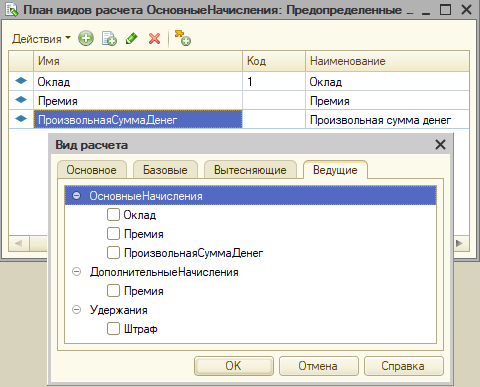 План видов расчета ОсновныеНачисления: Предопределенные ...
Действия
Имя Код Наименование
Оклад 1 Оклад
Премия Премия
ПроизвольнаяСуммаДенег Произвольная сумма денег
Вид расчета
Основное Базовые Вытесняющие Ведущие
ОсновныеНачисления
Оклад
Премия
ПроизвольнаяСуммаДенег
ДополнительныеНачисления
Премия
Удержания
Штраф
OK Отмена Справка